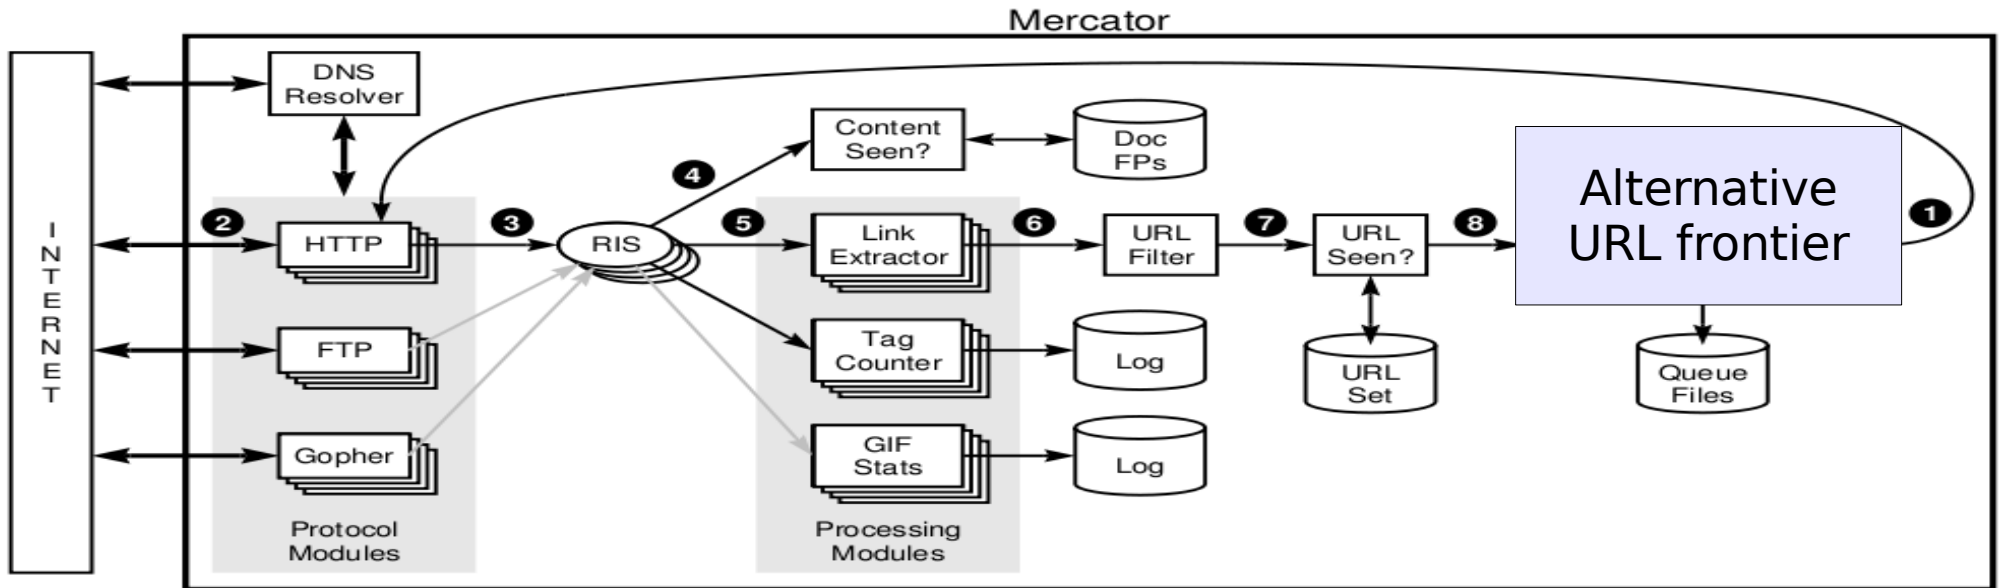 Mercator
INTERNET
DNS
Resolver
2
HTTP
FTP
Gopher
Protocol
Modules
3
RIS
4
Content
Seen?
Doc
FPs
5
Link
Extractor
Tag
Counter
GIF
Stats
Processing
Modules
6
URL
Filter
Log
Log
7
URL
Seen?
URL
Set
8
Alternative
URL frontier
Queue
Files
1